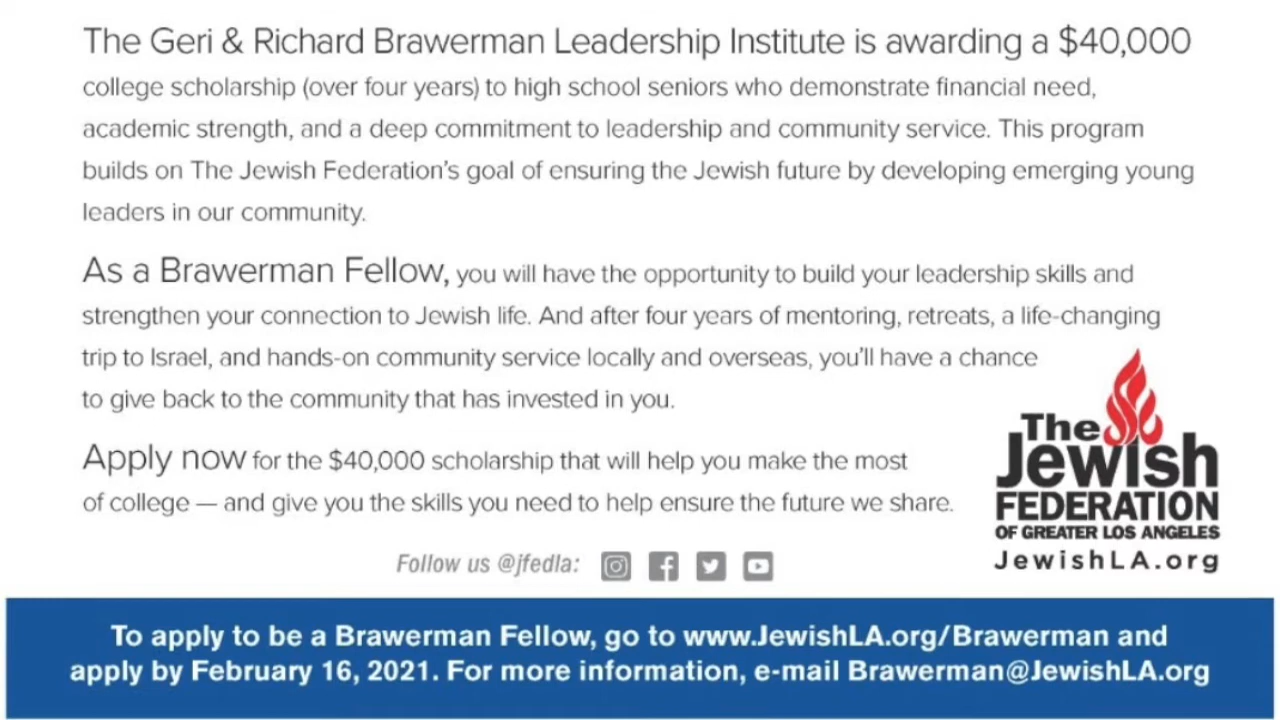 The Geri & Richard Brawerman Leadership Institute is awarding a $40,000
college scholarship (over four years) to high school seniors who demonstrate financial need,
academic strength, and a deep commitment to leadership and community service. This program
builds on The Jewish Federation's goal of ensuring the Jewish future by developing emerging young
leaders in our community.
As a Brawerman Fellow, you will have the opportunity to build your leadership skills and
strengthen your connection to Jewish life. And after four years of mentoring, retreats, a life-changing
trip to Israel, and hands-on community service locally and overseas, you'll have a chance
to give back to the community that has invested in you.
Apply now for the $40,000 scholarship that will help you make the most
of college — and give you the skills you need to help ensure the future we share.
The
Jewish
FEDERATION
OF GREATER LOS ANGELES
JewishLA.org
Follow us @jfedla:
To apply to be a Brawerman Fellow, go to www.JewishLA.org/Brawerman and
apply by February 16, 2021. For more information, e-mail Brawerman@JewishLA.org